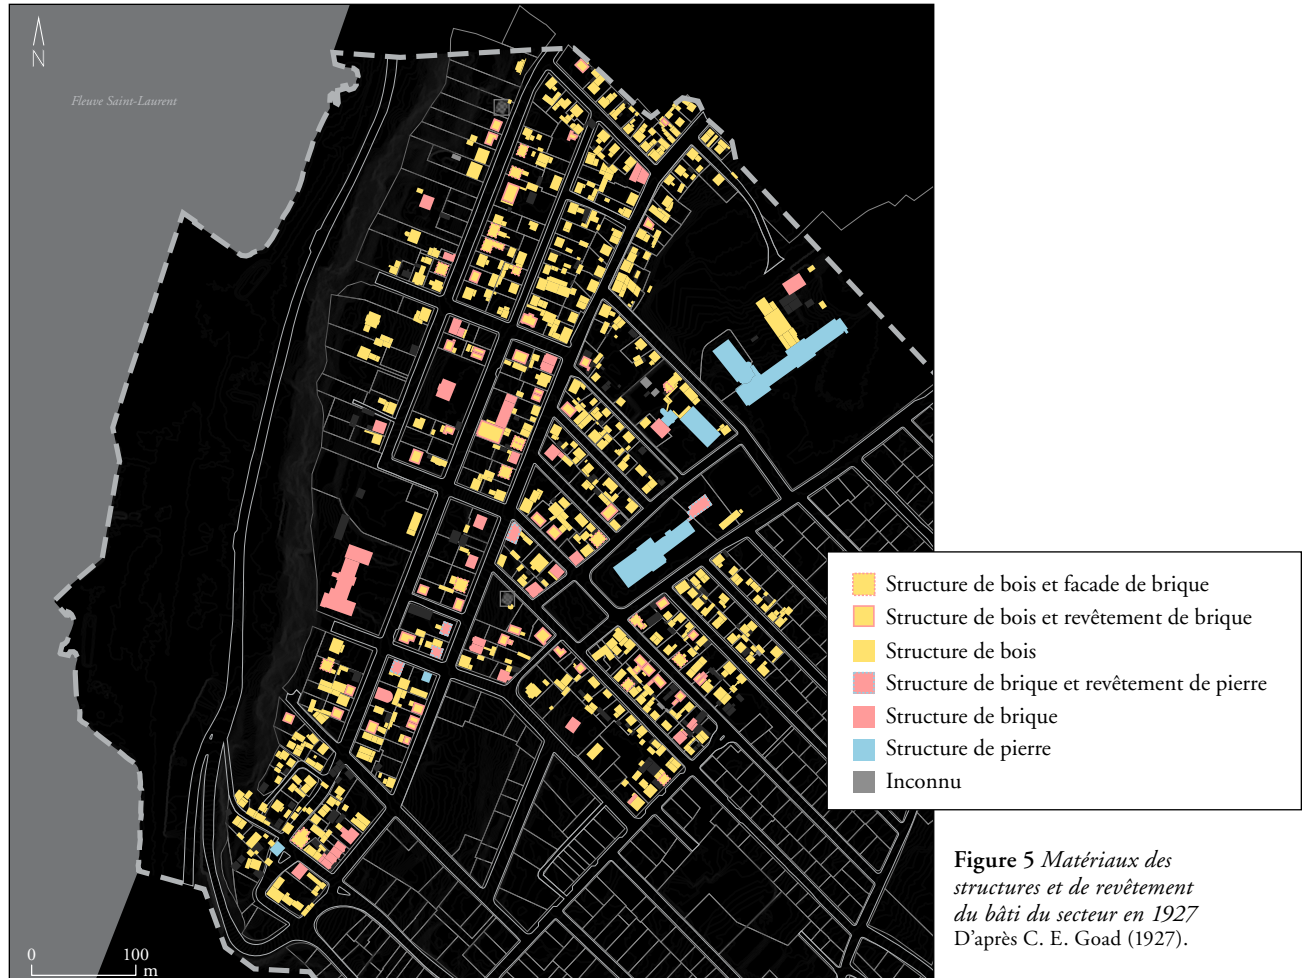 N
Fleuve Saint-Laurent
Structure de bois et facade de brique
Structure de bois et revêtement de brique
Structure de bois
Structure de brique et revêtement de pierre
Structure de brique
Structure de pierre
Inconnu
Figure 5 Matériaux des
structures et de revêtement
du bâti du secteur en 1927
D'après C. E. Goad (1927).
0 100
m